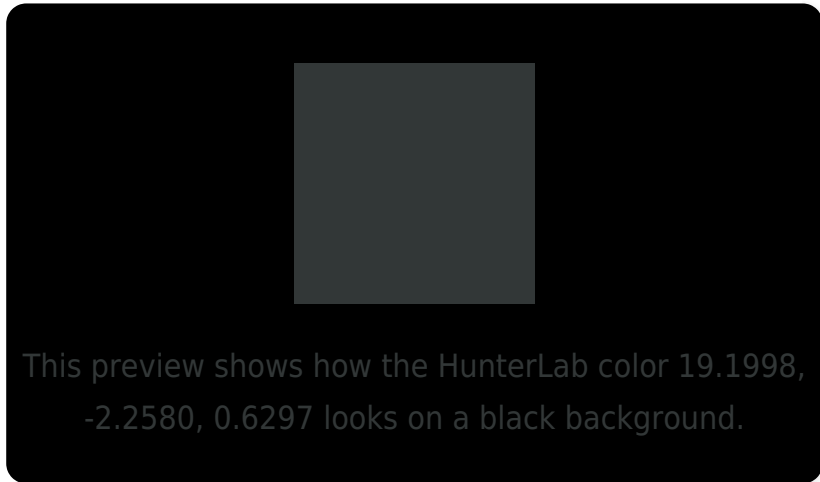 This preview shows how the HunterLab color 19.1998,
-2.2580, 0.6297 looks on a black background.